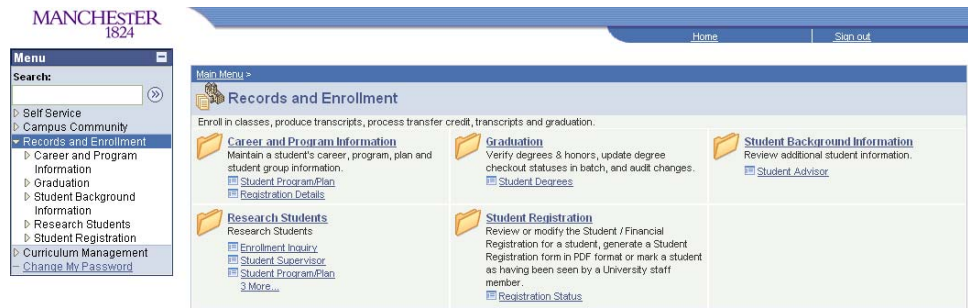 MANCHESTER
1824
Home
Sign out
Menu
Search:
Self Service
Campus Community
Records and Enrollment
Career and Program
Information
Graduation
Student Background
Information
Research Students
Student Registration
Curriculum Management
Change My Password
Main Menu >
Records and Enrollment
Enroll in classes, produce transcripts, process transfer credit, transcripts and graduation.
Career and Program Information
Maintain a student's career, program, plan and
student group information.
Student Program/Plan
Registration Details
Graduation
Verify degrees & honors, update degree
checkout statuses in batch, and audit changes.
Student Degrees
Student Background Information
Review additional student information.
Student Advisor
Research Students
Research Students
Enrollment Inquiry
Student Supervisor
Student Program/Plan
3 More...
Student Registration
Review or modify the Student / Financial
Registration for a student, generate a Student
Registration form in PDF format or mark a student
as having been seen by a University staff
member.
Registration Status